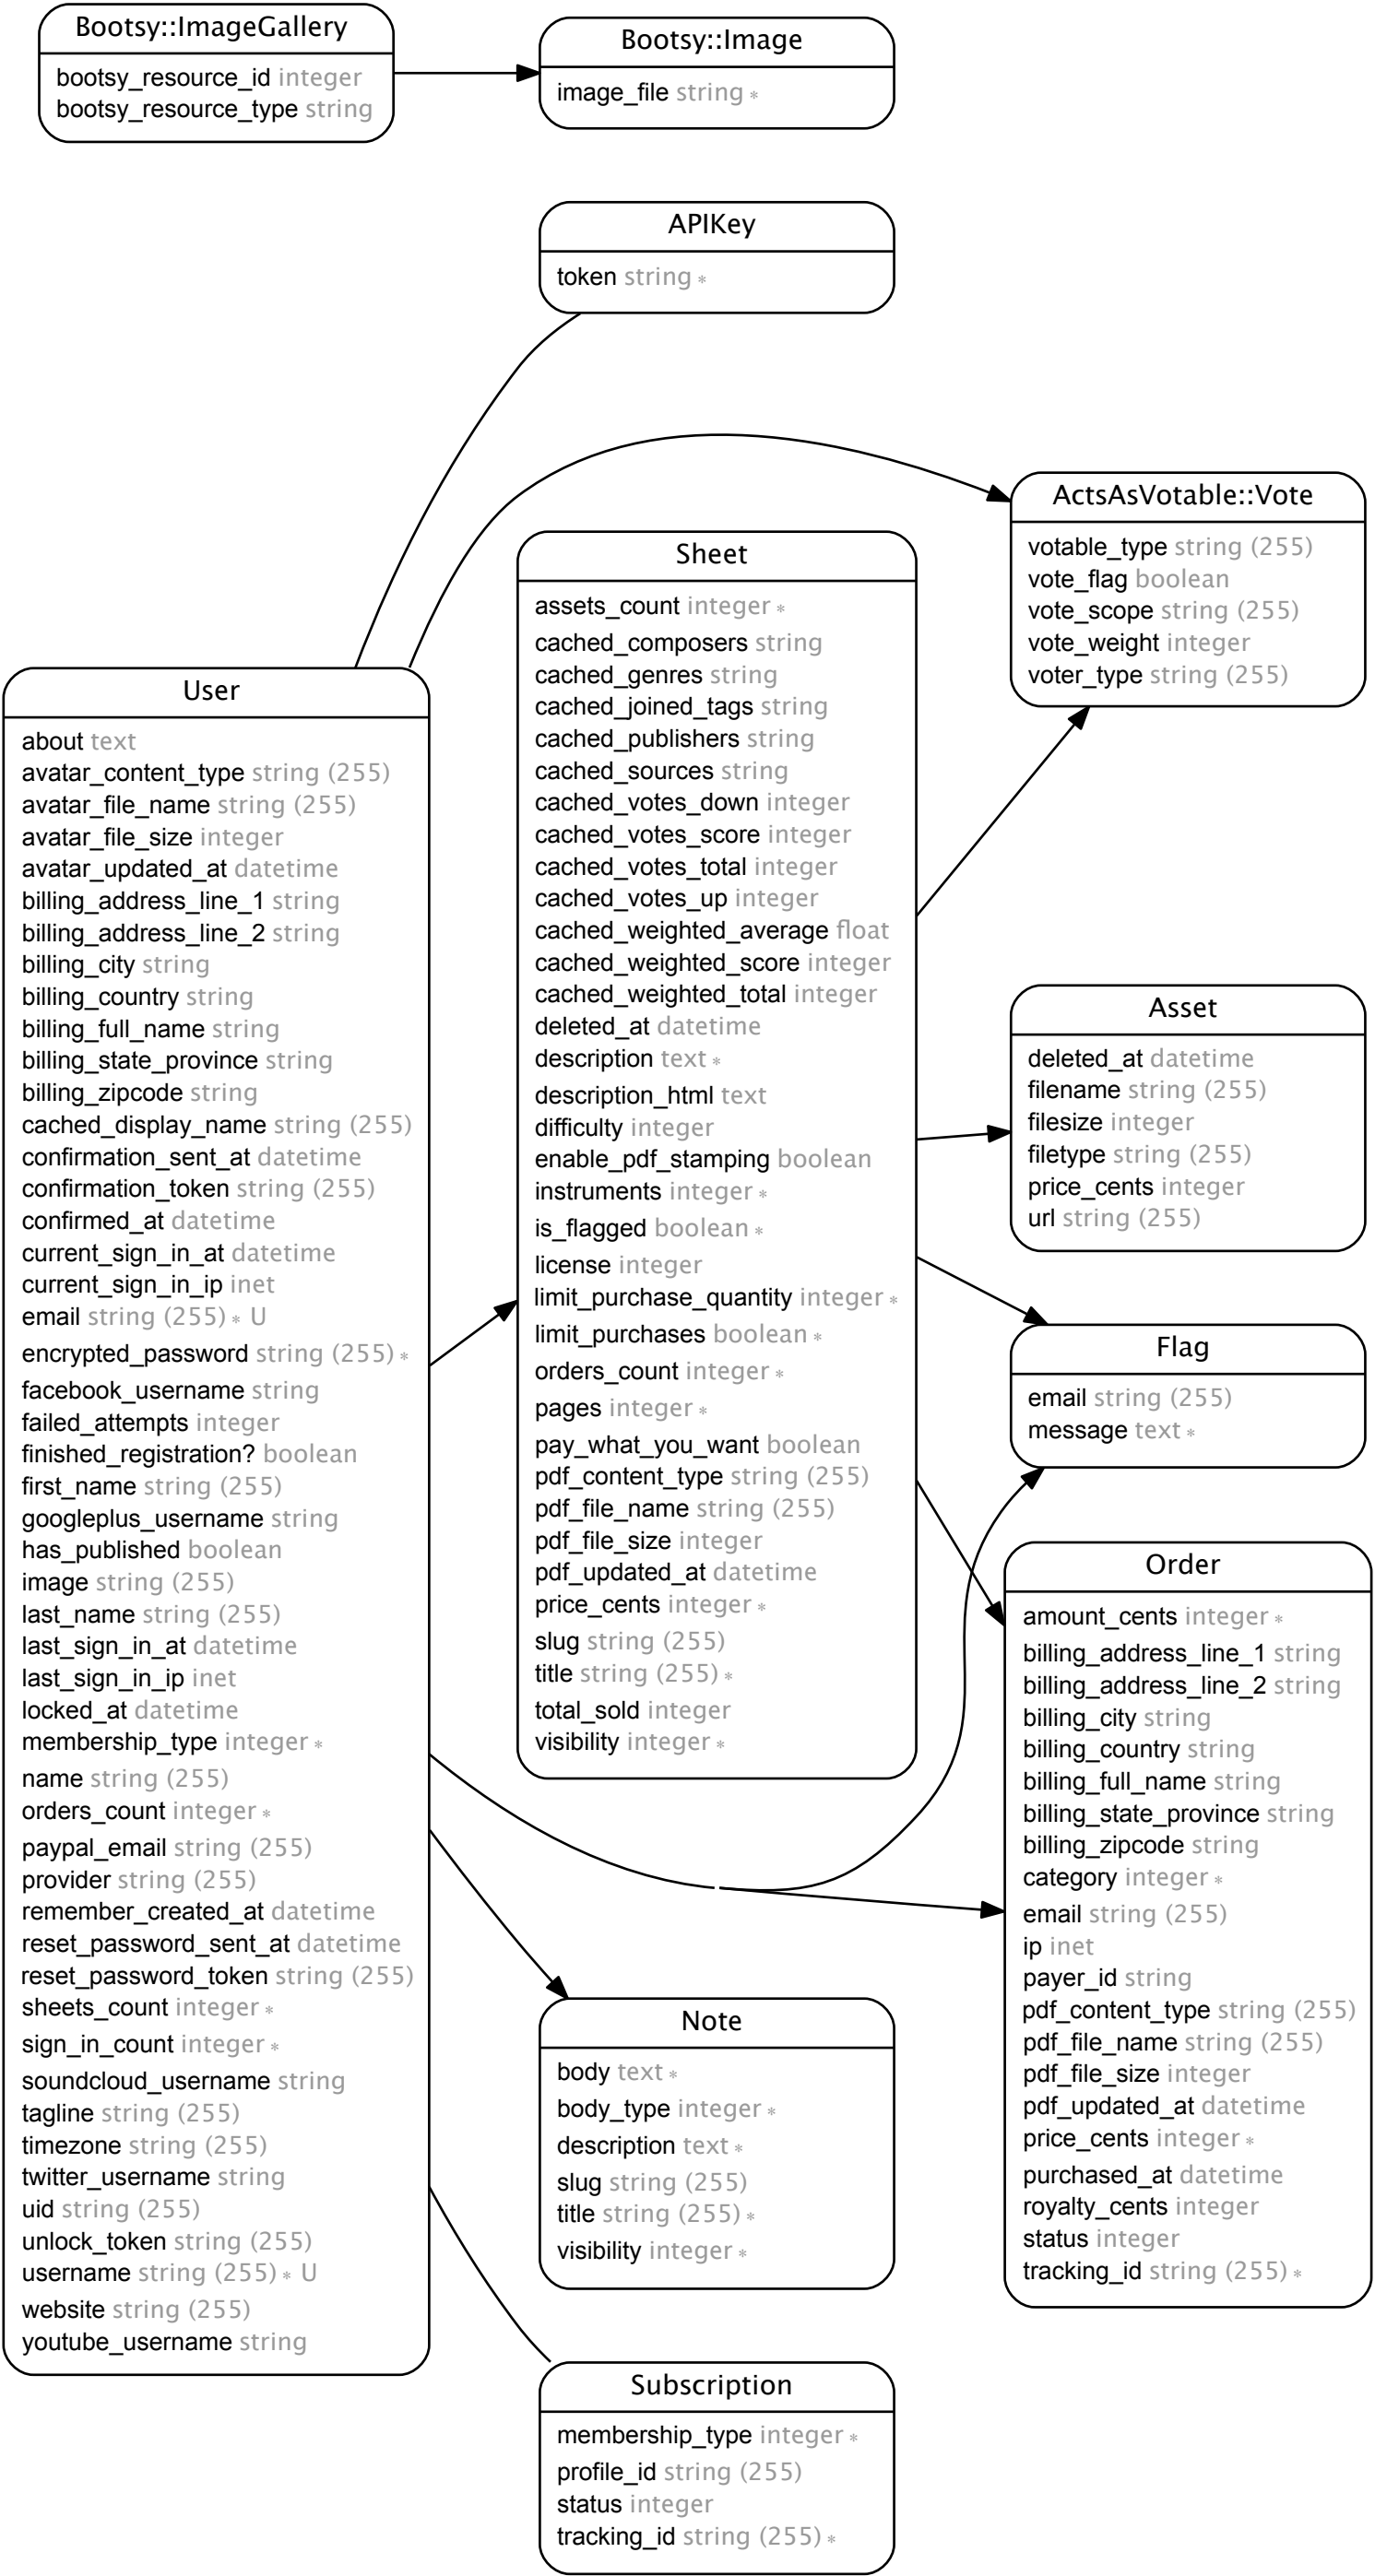 Bootsy::ImageGallery
bootsy_resource_id integer
bootsy_resource_type string
Bootsy::Image
image_file string *
APIKey
token string *
ActsAsVotable::Vote
votable_type string (255)
vote_flag boolean
vote_scope string (255)
vote_weight integer
voter_type string (255)
User
about text
avatar_content_type string (255)
avatar_file_name string (255)
avatar_file_size integer
avatar_updated_at datetime
billing_address_line_1 string
billing_address_line_2 string
billing_city string
billing_country string
billing_full_name string
billing_state_province string
billing_zipcode string
cached_display_name string (255)
confirmation_sent_at datetime
confirmation_token string (255)
confirmed_at datetime
current_sign_in_at datetime
current_sign_in_ip inet
email string (255) * U
encrypted_password string (255) *
facebook_username string
failed_attempts integer
finished_registration? boolean
first_name string (255)
googleplus_username string
has_published boolean
image string (255)
last_name string (255)
last_sign_in_at datetime
last_sign_in_ip inet
locked_at datetime
membership_type integer *
name string (255)
orders_count integer *
paypal_email string (255)
provider string (255)
remember_created_at datetime
reset_password_sent_at datetime
reset_password_token string (255)
sheets_count integer *
sign_in_count integer *
soundcloud_username string
tagline string (255)
timezone string (255)
twitter_username string
uid string (255)
unlock_token string (255)
username string (255) * U
website string (255)
youtube_username string
Sheet
assets_count integer *
cached_composers string
cached_genres string
cached_joined_tags string
cached_publishers string
cached_sources string
cached_votes_down integer
cached_votes_score integer
cached_votes_total integer
cached_votes_up integer
cached_weighted_average float
cached_weighted_score integer
cached_weighted_total integer
deleted_at datetime
description text *
description_html text
difficulty integer
enable_pdf_stamping boolean
instruments integer *
is_flagged boolean *
license integer
limit_purchase_quantity integer *
limit_purchases boolean *
orders_count integer *
pages integer *
pay_what_you_want boolean
pdf_content_type string (255)
pdf_file_name string (255)
pdf_file_size integer
pdf_updated_at datetime
price_cents integer *
slug string (255)
title string (255) *
total_sold integer
visibility integer *
Asset
deleted_at datetime
filename string (255)
filesize integer
filetype string (255)
price_cents integer
url string (255)
Flag
email string (255)
message text *
Order
amount_cents integer *
billing_address_line_1 string
billing_address_line_2 string
billing_city string
billing_country string
billing_full_name string
billing_state_province string
billing_zipcode string
category integer *
email string (255)
ip inet
payer_id string
pdf_content_type string (255)
pdf_file_name string (255)
pdf_file_size integer
pdf_updated_at datetime
price_cents integer *
purchased_at datetime
royalty_cents integer
status integer
tracking_id string (255) *
Note
body text *
body_type integer *
description text *
slug string (255)
title string (255) *
visibility integer *
Subscription
membership_type integer *
profile_id string (255)
status integer
tracking_id string (255) *